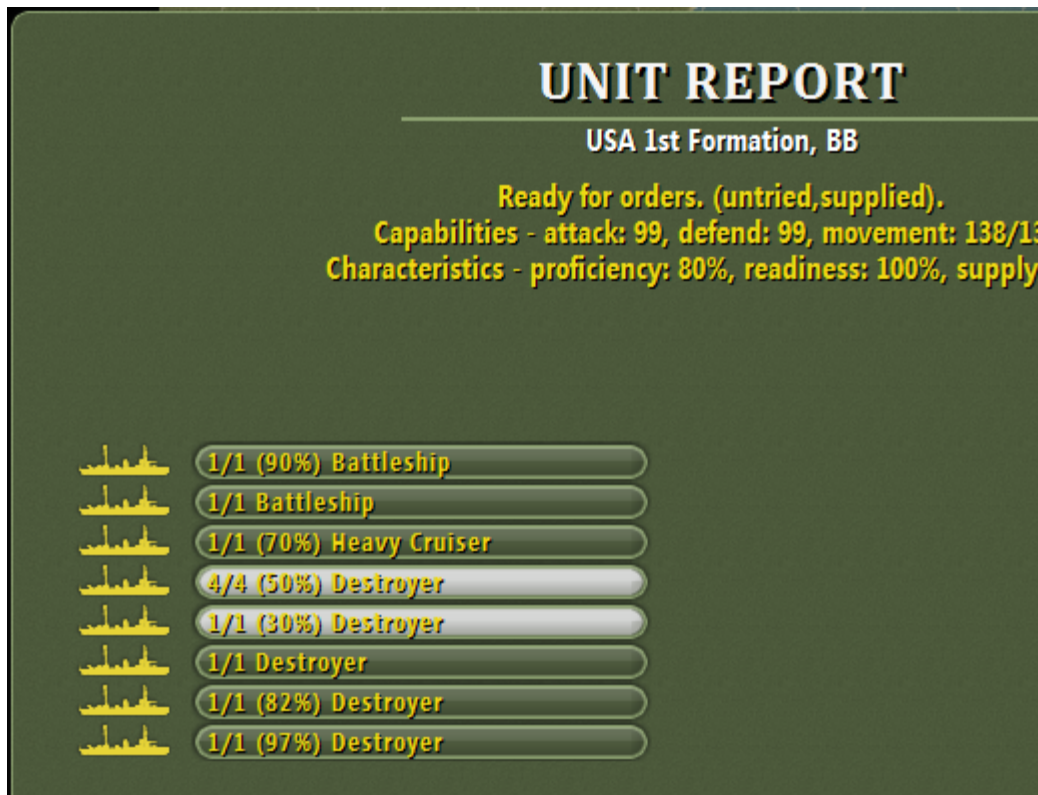 UNIT REPORT
USA 1st Formation, BB
Ready for orders. (untried,supplied).
Capabilities - attack: 99, defend: 99, movement: 138/13
Characteristics - proficiency: 80%, readiness: 100%, supply
1/1 (90%) Battleship
1/1 Battleship
1/1 (70%) Heavy Cruiser
4/4 (50%) Destroyer
1/1 (30%) Destroyer
1/1 Destroyer
1/1 (82%) Destroyer
1/1 (97%) Destroyer